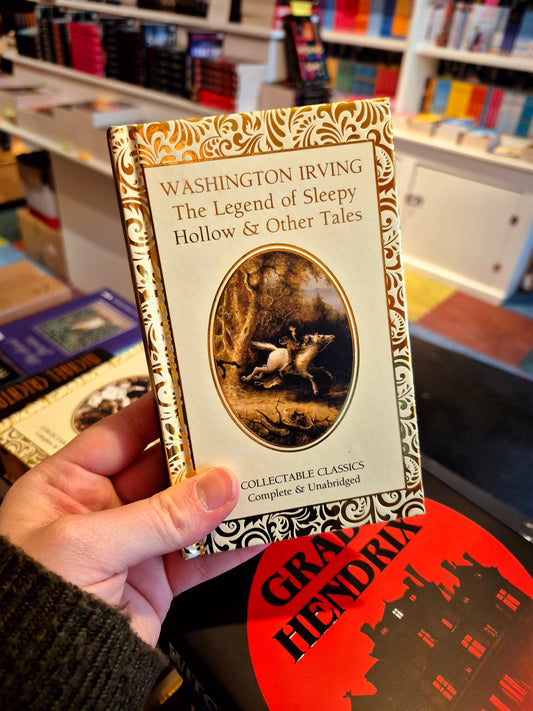 WASHINGTON IRVING
The Legend of Sleepy
Hollow & Other Tales
COLLECTABLE CLASSICS
Complete & Unabridged
GRADY
HENDRIX